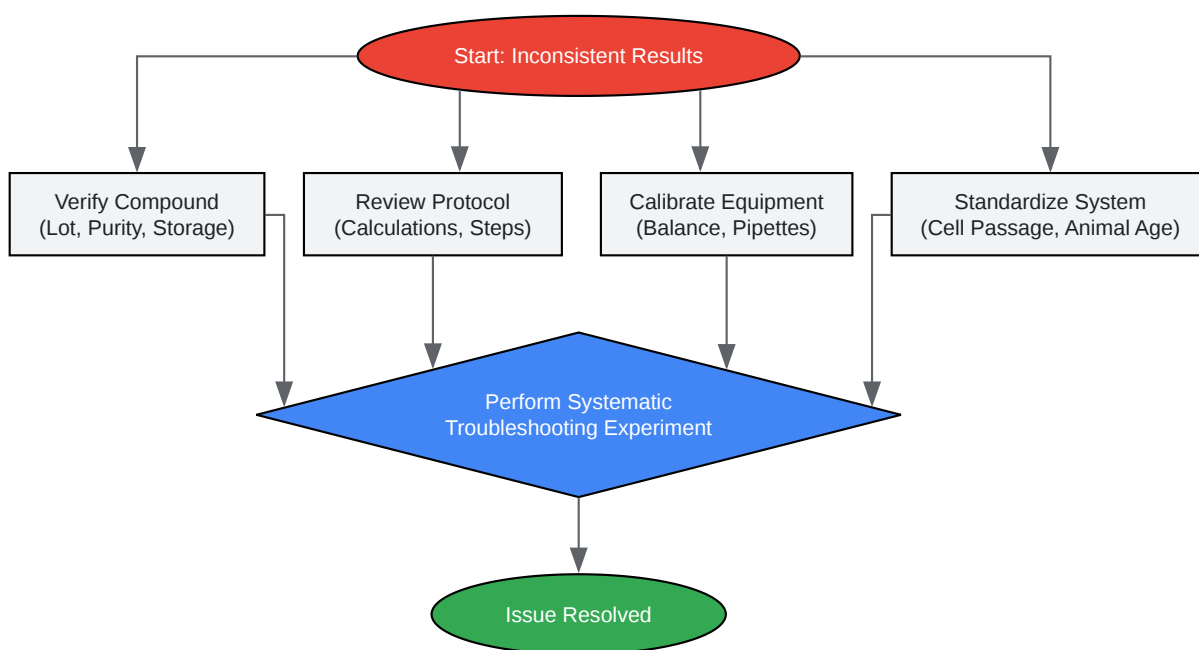 Start: Inconsistent Results
Verify Compound
(Lot, Purity, Storage)
Review Protocol
(Calculations, Steps)
Calibrate Equipment
(Balance, Pipettes)
Standardize System
(Cell Passage, Animal Age)
Perform Systematic
Troubleshooting Experiment
Issue Resolved